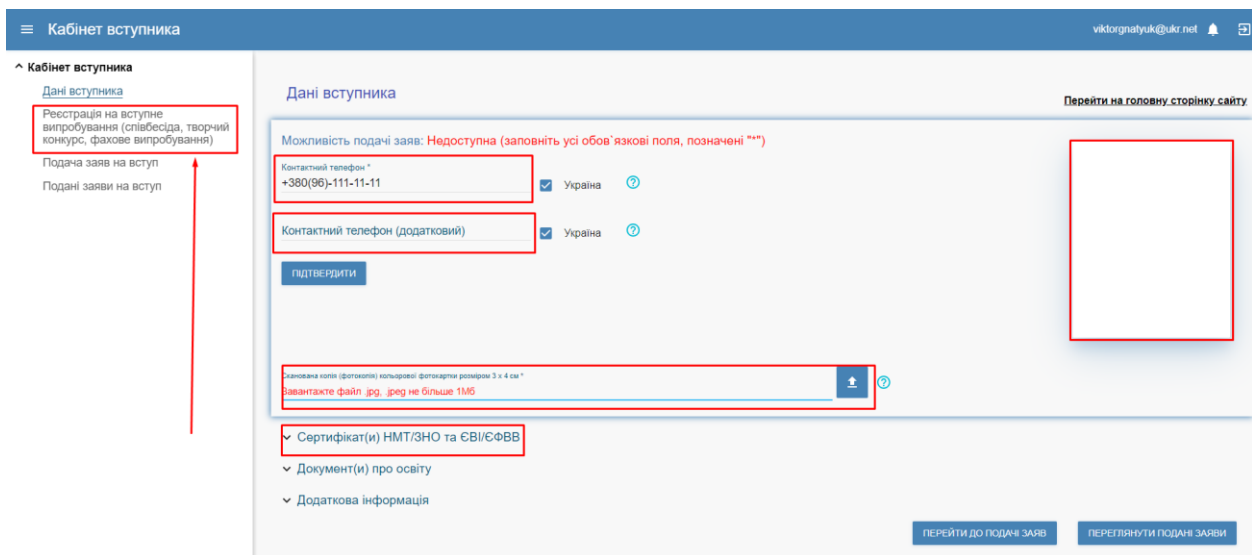 Кабінет вступника
viktorgnatyuk@ukr.net
Кабінет вступника
Дані вступника
Реєстрація на вступне
випробування (співбесіда, творчий
конкурс, фахове випробування)
Подача заяв на вступ
Подані заяви на вступ
Дані вступника
Перейти на головну сторінку сайту
Можливість подачі заяв: Недоступна (заповніть усі обов`язкові поля, позначені "*")
Контактний телефон *
+380(96)-111-11-11
Україна
Контактний телефон (додатковий)
Україна
ПІДТВЕРДИТИ
Сканована копія (фотокопія) кольорової фотокартки розміром 3 x 4 см *
Завантажте файл .jpg, .jpeg не більше 1Мб
Сертифікат(и) НМТ/ЗНО та ЄВІ/ЄФВВ
Документ(и) про освіту
Додаткова інформація
ПЕРЕЙТИ ДО ПОДАЧІ ЗАЯВ
ПЕРЕГЛЯНУТИ ПОДАНІ ЗАЯВИ